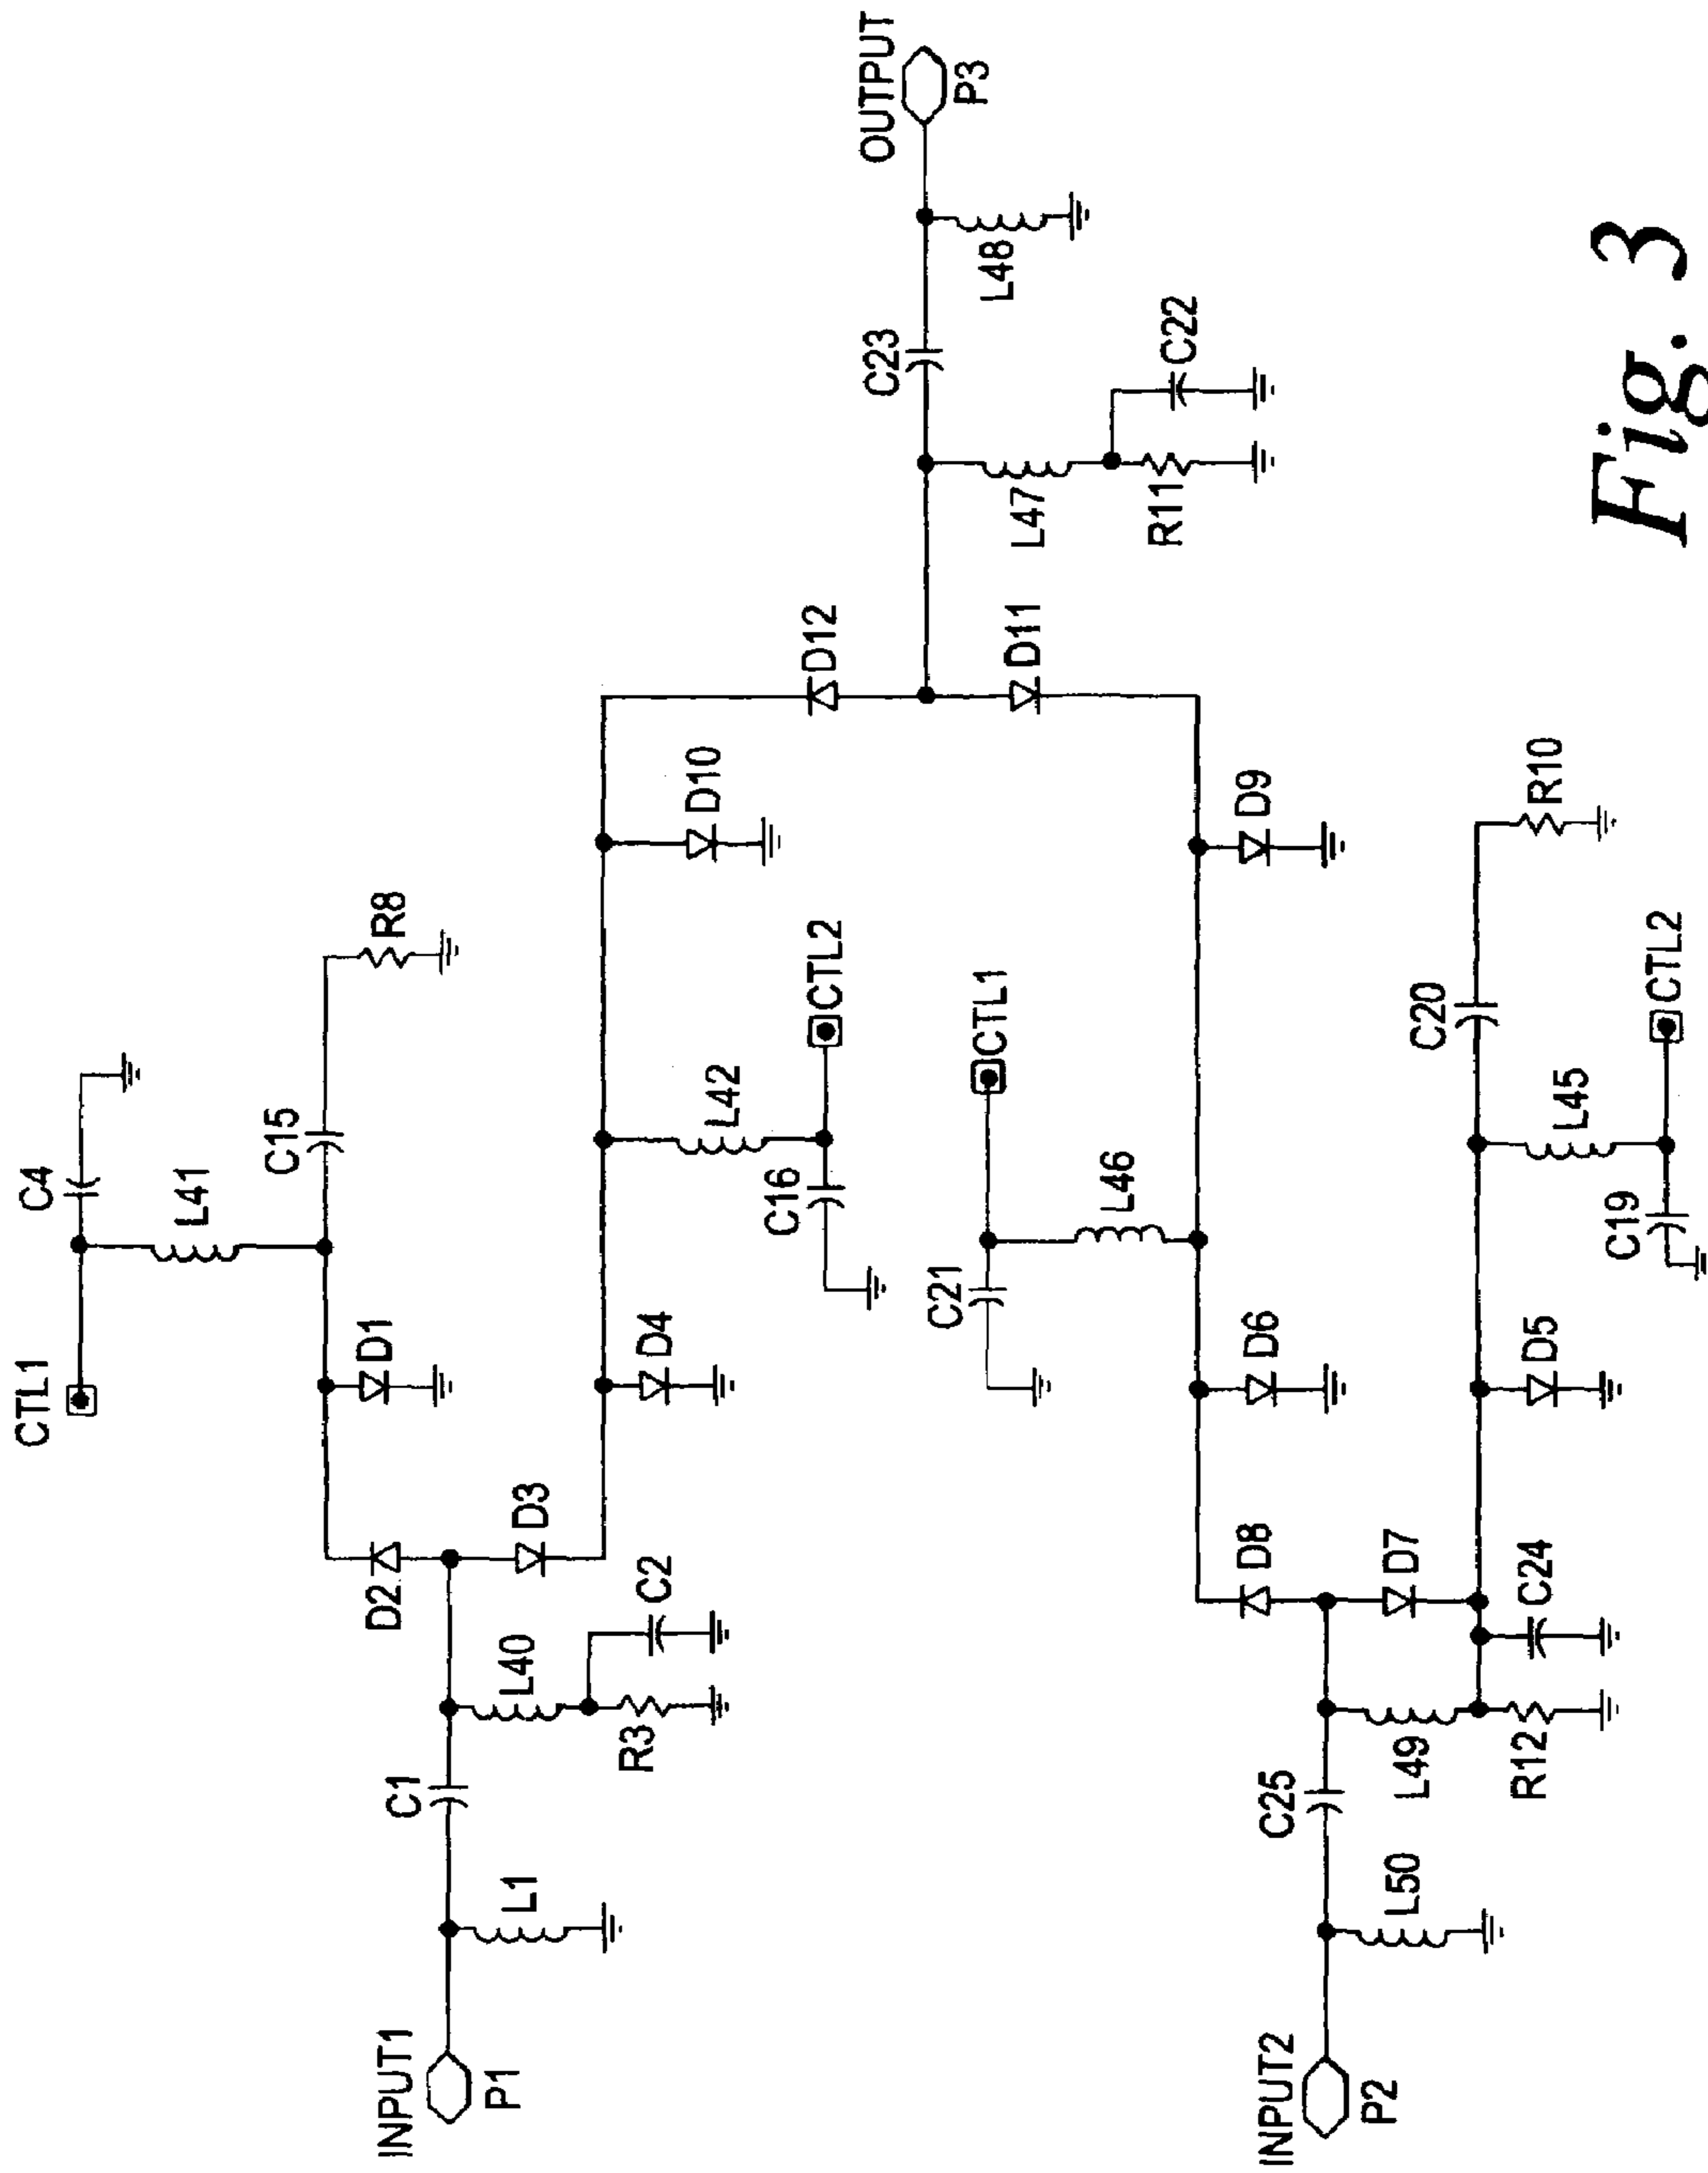 CTL1
C4
L41
C15
R8
D1
D2
D3
D4
D10
D12
L42
C16
CTL2
INPUT1
P1
C1
L1
L40
R3
C2
OUTPUT
P3
C23
L48
L47
R11
C22
D11
CTL1
C21
L46
D6
D9
D8
D7
INPUT2
P2
C25
L50
L49
R12
C24
D5
C20
R10
L45
C19
CTL2
Fig. 3